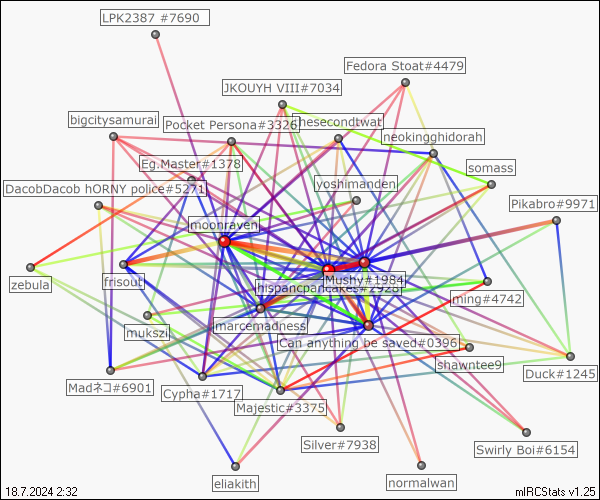 LPK2387 #7690
Fedora Stoat#4479
JKOUYH VIII#7034
bigcitysamurai
Pocket Persona#3326
thesecondtwat
neokingghidorah
Eg.Master#1378
somass
DacobDacob hORNY police#5271
yoshimanden
Pikabro#9971
moonraven
zebula
frisout
Mushy#1984
hispancpancakes#2928
ming#4742
mukszi
marcemadness
Can anything be saved#0396
shawntee9
Duck#1245
Madネコ#6901
Cypha#1717
Majestic#3375
Silver#7938
Swirly Boi#6154
eliakith
normalwan
18.7.2024 2:32
mIRCStats v1.25